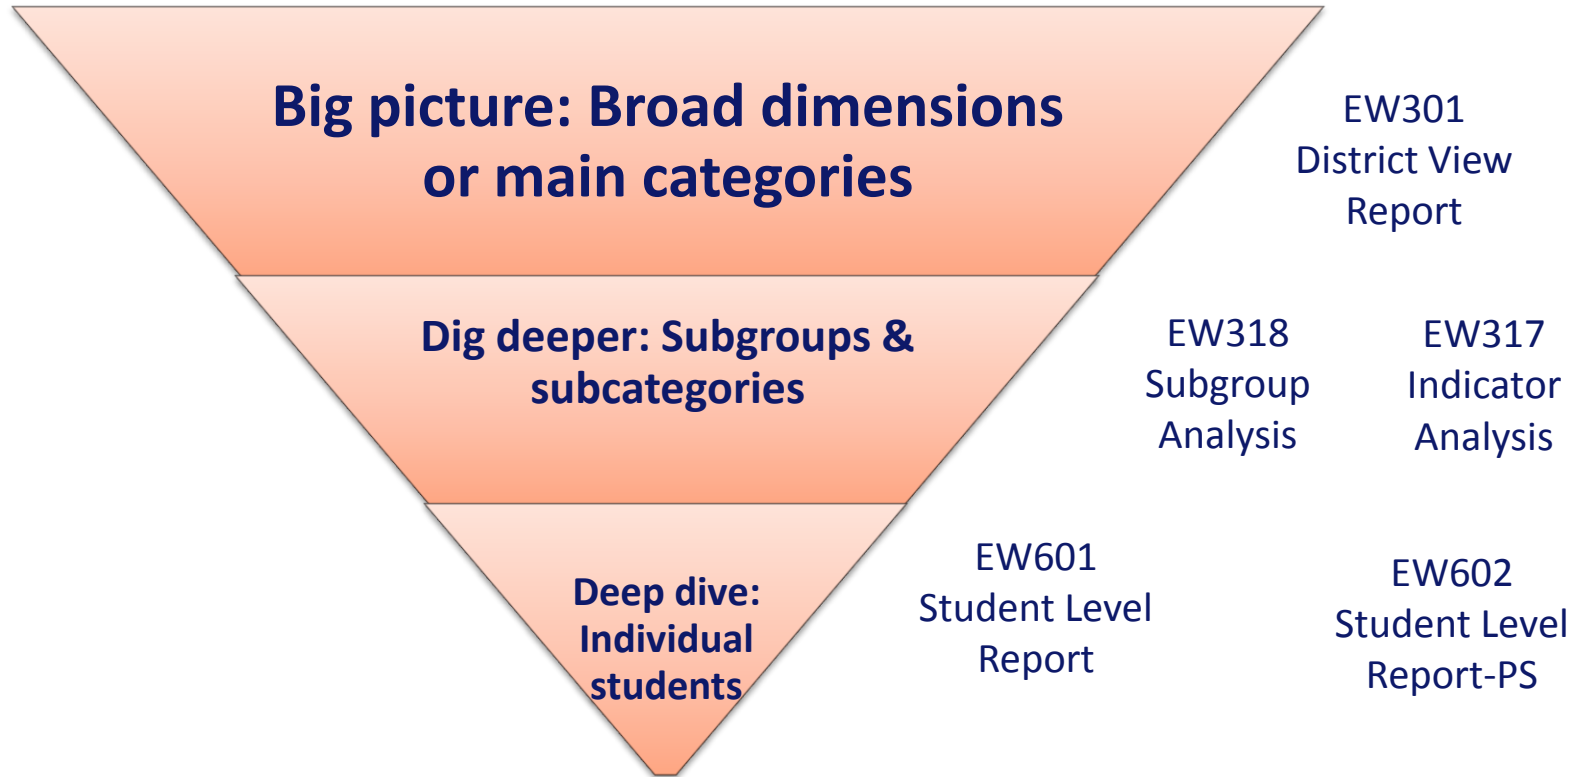 Big picture: Broad dimensions
or main categories
EW301
District View
Report
Dig deeper: Subgroups &
subcategories
EW318
Subgroup
Analysis
EW317
Indicator
Analysis
Deep dive:
Individual
students
EW601
Student Level
Report
EW602
Student Level
Report-PS